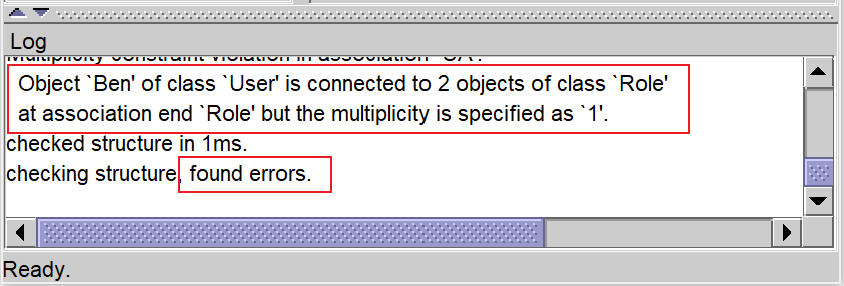 Log
Multiplicity constraint violation in association `UA':
Object `Ben' of class `User' is connected to 2 objects of class `Role'
at association end `Role' but the multiplicity is specified as `1'.
checked structure in 1ms.
checking structure, found errors.
Ready.